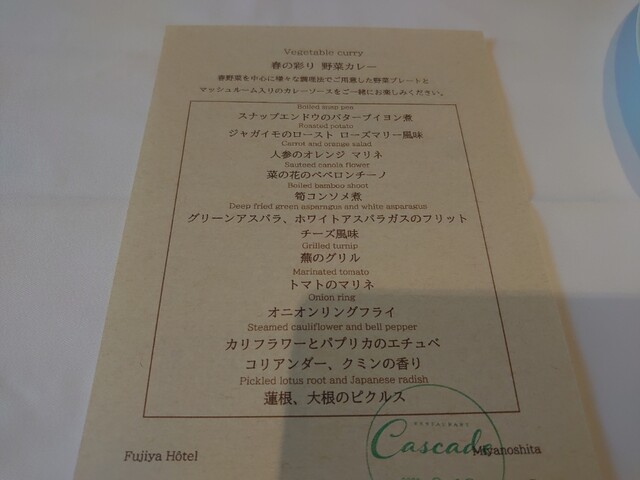 Vegetable curry
春の彩り 野菜カレー
春野菜を中心に様々な調理法でご用意した野菜プレートと
マッシュルーム入りのカレーソースをご一緒にお楽しみください。
Boiled snap pea
スナップエンドウのバターブイヨン煮
Roasted potato
ジャガイモのロースト ローズマリー風味
Carrot and orange salad
人参のオレンジ マリネ
Sauteed canola flower
菜の花のペペロンチーノ
Boiled bamboo shoot
筍コンソメ煮
Deep fried green asparagus and white asparagus
グリーンアスパラ、ホワイトアスパラガスのフリット
チーズ風味
Grilled turnip
蕪のグリル
Marinated tomato
トマトのマリネ
Onion ring
オニオンリングフライ
Steamed cauliflower and bell pepper
カリフラワーとパプリカのエチュベ
コリアンダー、クミンの香り
Pickled lotus root and Japanese radish
蓮根、大根のピクルス
RESTAURANT
Cascade
Fujiya Hôtel
Miyanoshita